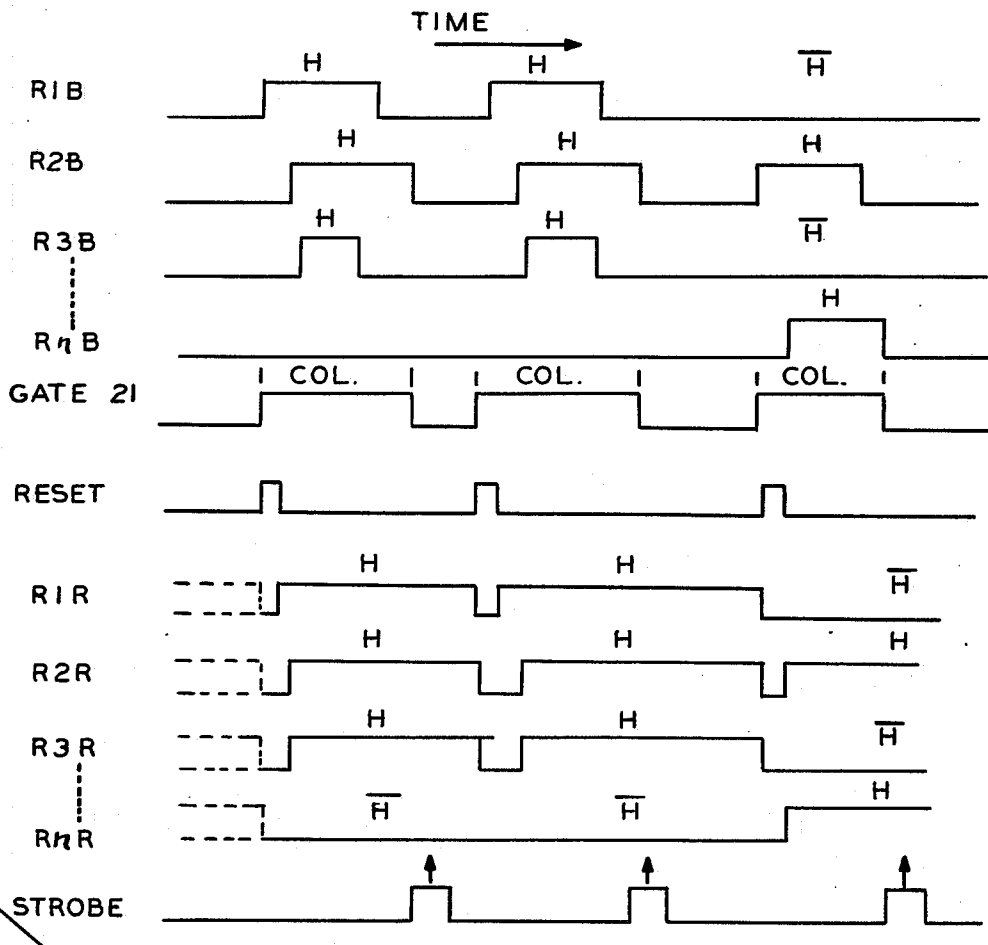 TIME
H H H̅
R1B
H H H
R2B
H H H̅
R3B
H
RηB
COL. COL. COL.
GATE 21
RESET
H H H̅
R1R
H H H
R2R
H H H̅
R3R
H̅ H̅ H
RηR
STROBE